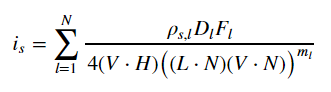 $$i_s = \sum_{l=1}^{N} \frac{\rho_{s,l} D_l F_l}{4(V \cdot H)\left((L \cdot N)(V \cdot N)\right)^{m_l}}$$